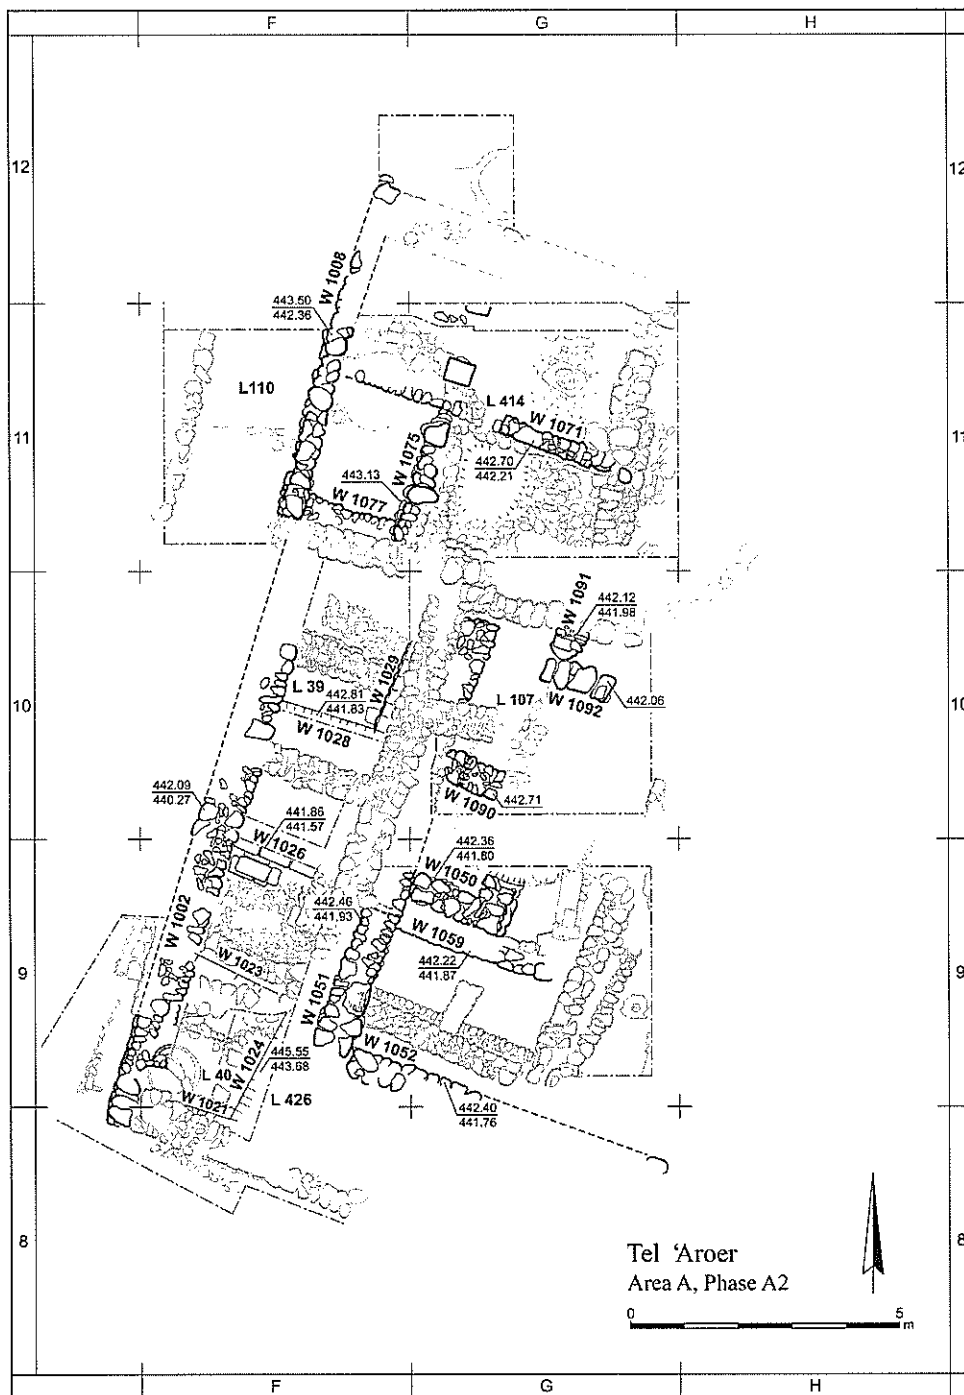 F G H
12 12
W 1008
443.50
442.36
L110
L 414
W 1071
11 11
W 1075
442.70
442.21
443.13
W 1077
W 1091
442.12
441.98
W 1029
L 39
442.81
441.83
L 107
442.06
10 10
W 1092
W 1028
442.09
440.27
442.71
W 1090
441.86
441.57
W 1026
442.36
441.80
W 1050
442.46
441.93
W 1002
W 1059
442.22
441.87
W 1023
9 9
W 1051
W 1024
W 1052
445.55
443.68
L 40
W 1021
L 426
442.40
441.76
8 8
Tel ‘Aroer
Area A, Phase A2
0 5
m
F G H